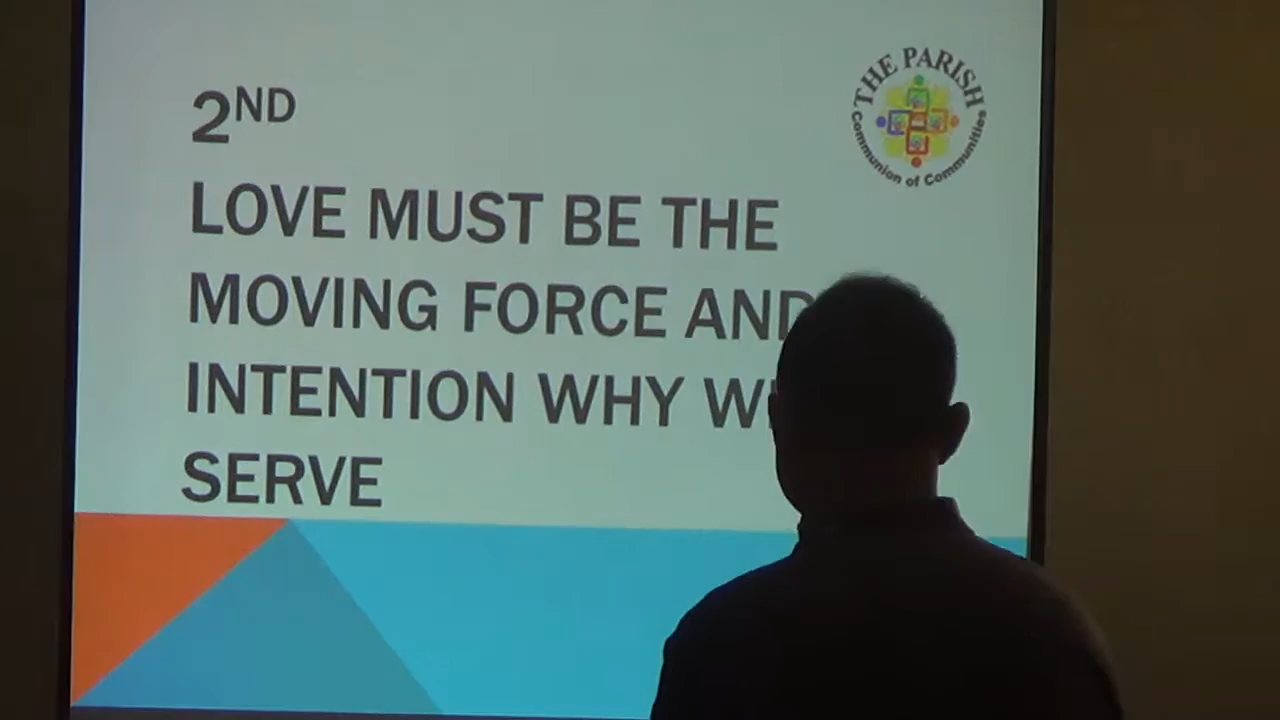 2ND
LOVE MUST BE THE
MOVING FORCE AND
INTENTION WHY
SERVE
THE PARISH
Communion of Communities